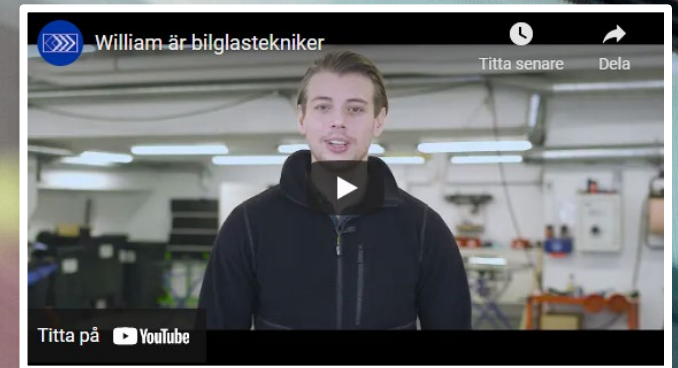 William är bilglastekniker
Titta senare
Dela
Titta på YouTube